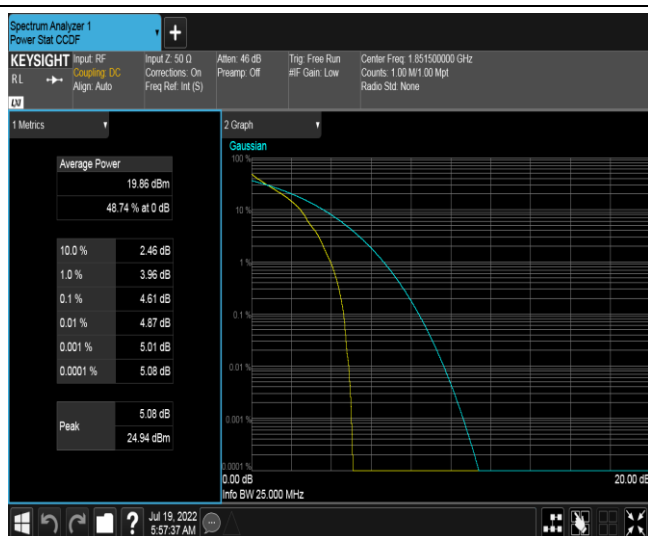 Spectrum Analyzer 1
Power Stat CCDF
+
KEYSIGHT
RL
LXI
Input: RF
Coupling: DC
Align: Auto
Input Z: 50 Ω
Corrections: On
Freq Ref: Int (S)
Atten: 46 dB
Preamp: Off
Trig: Free Run
#IF Gain: Low
Center Freq: 1.851500000 GHz
Counts: 1.00 M/1.00 Mpt
Radio Std: None
1 Metrics
Average Power
19.86 dBm
48.74 % at 0 dB
10.0 % 2.46 dB
1.0 % 3.96 dB
0.1 % 4.61 dB
0.01 % 4.87 dB
0.001 % 5.01 dB
0.0001 % 5.08 dB
Peak
5.08 dB
24.94 dBm
2 Graph
Gaussian
100 %
10 %
1 %
0.1 %
0.01 %
0.001 %
0.0001 %
0.00 dB 20.00 dB
Info BW 25.000 MHz
?
Jul 19, 2022
5:57:37 AM